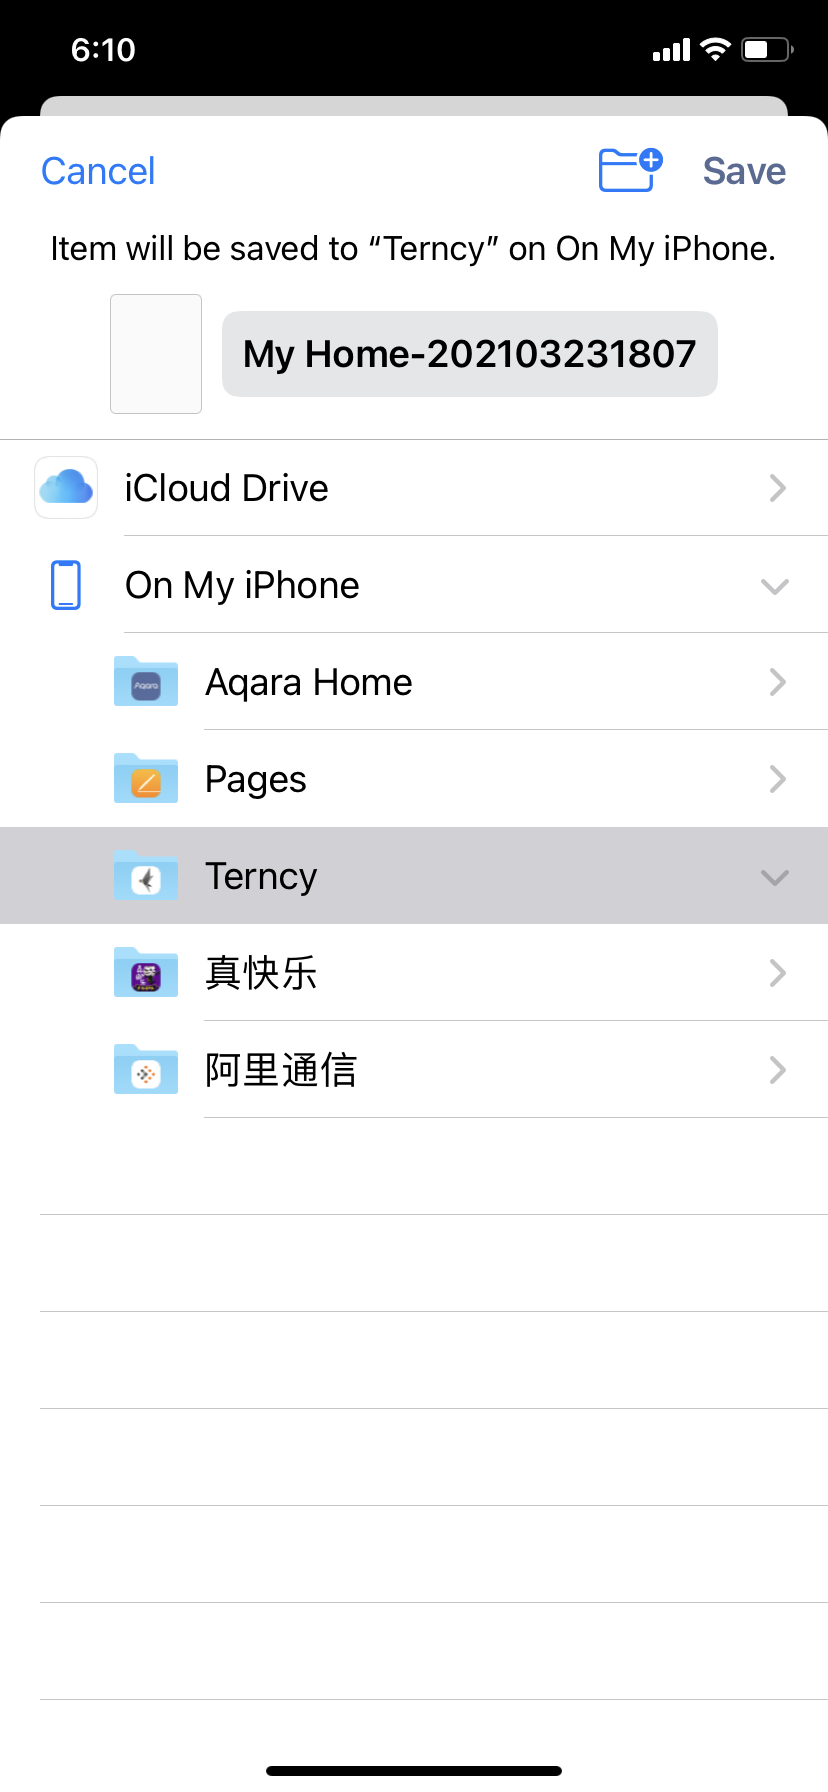 6:10
Cancel
Save
Item will be saved to “Terncy” on On My iPhone.
My Home-202103231807
iCloud Drive
On My iPhone
Aqara
Aqara Home
Pages
Terncy
真快乐
阿里通信